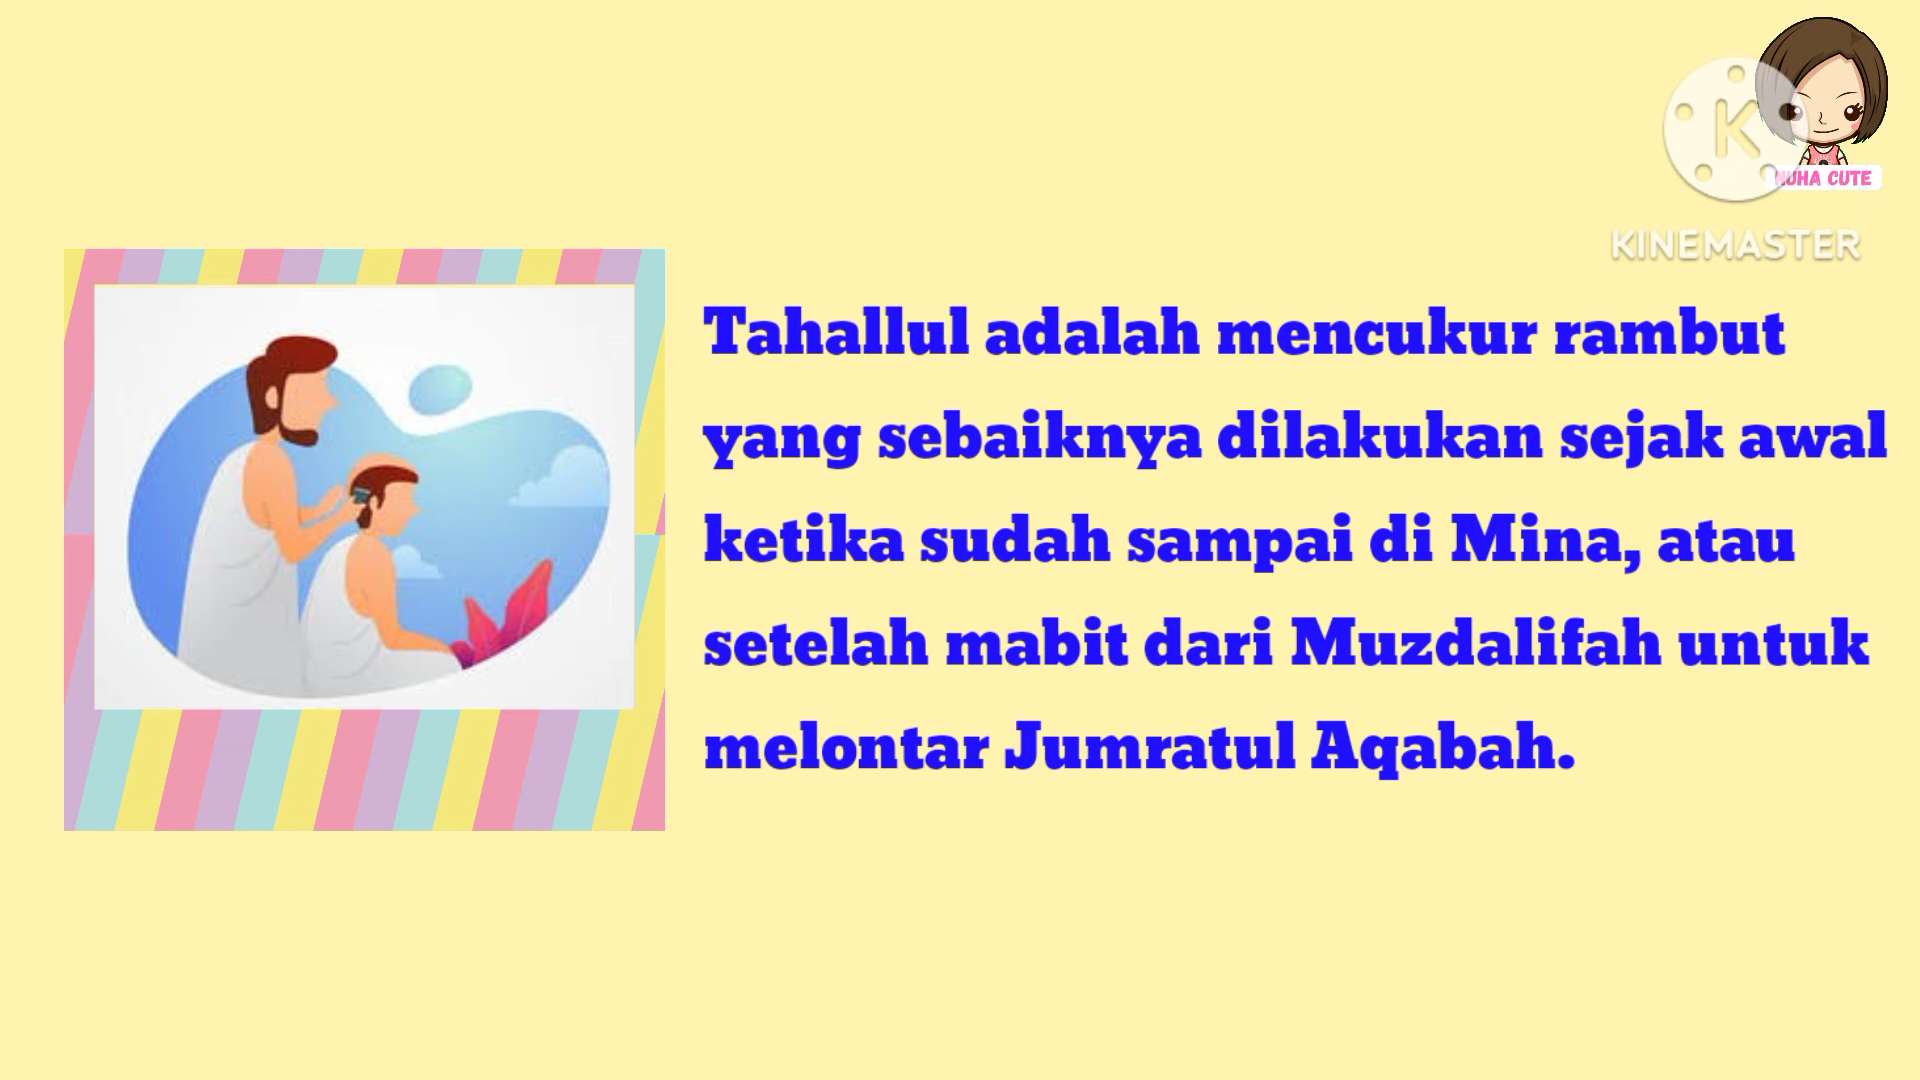 NUHA CUTE
K
KINEMASTER
Tahallul adalah mencukur rambut
yang sebaiknya dilakukan sejak awal
ketika sudah sampai di Mina, atau
setelah mabit dari Muzdalifah untuk
melontar Jumratul Aqabah.